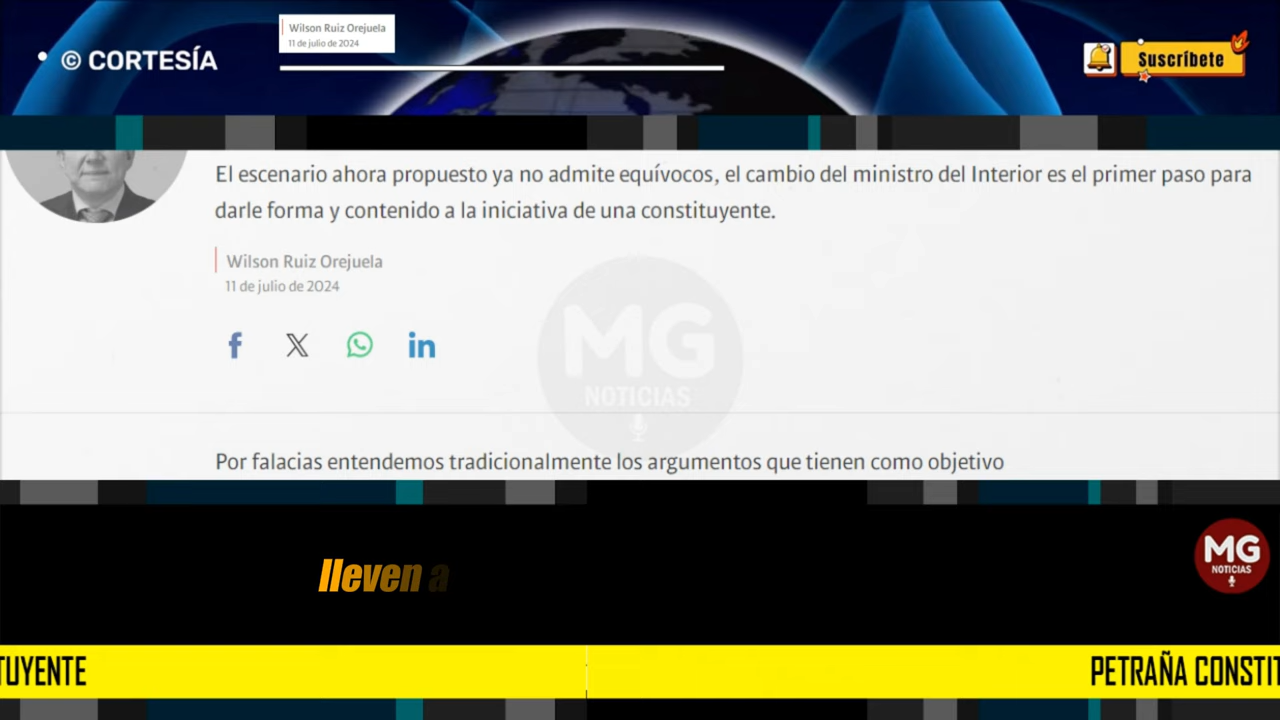 Wilson Ruiz Orejuela
11 de julio de 2024
© CORTESÍA
Suscríbete
El escenario ahora propuesto ya no admite equívocos, el cambio del ministro del Interior es el primer paso para
darle forma y contenido a la iniciativa de una constituyente.
Wilson Ruiz Orejuela
11 de julio de 2024
MG
NOTICIAS
Por falacias entendemos tradicionalmente los argumentos que tienen como objetivo
lleven a
MG
NOTICIAS
TUYENTE
PETRAÑA CONSTIT